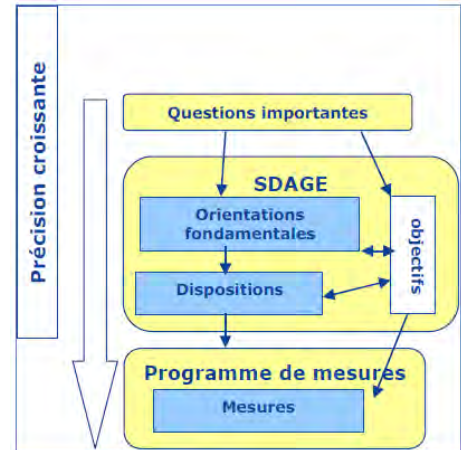 Précision croissante
Questions importantes
SDAGE
Orientations
fondamentales
objectifs
Dispositions
Programme de mesures
Mesures